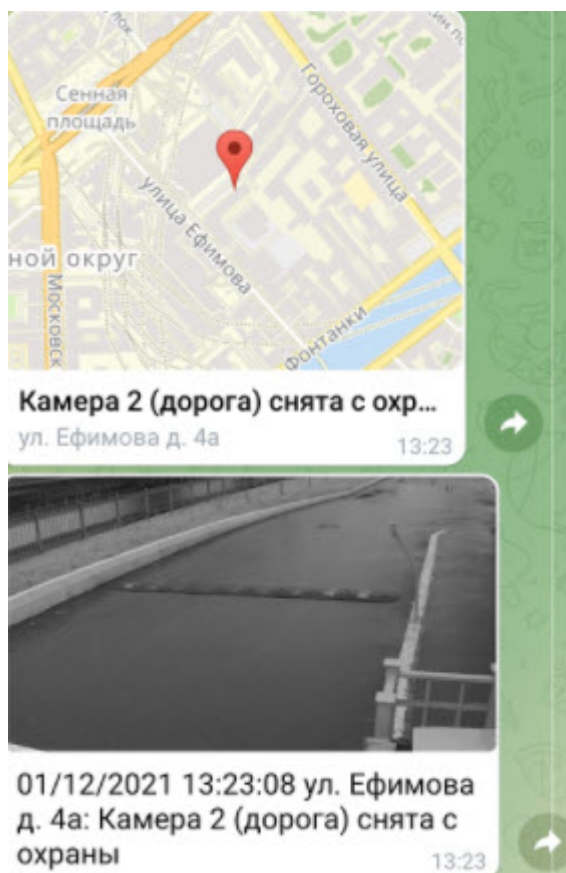 Сенная
площадь
Гороховая улица
улица Ефимова
ной округ
Московск
Фонтанки
Камера 2 (дорога) снята с охр...
ул. Ефимова д. 4а
13:23
01/12/2021 13:23:08 ул. Ефимова
д. 4а: Камера 2 (дорога) снята с
охраны
13:23